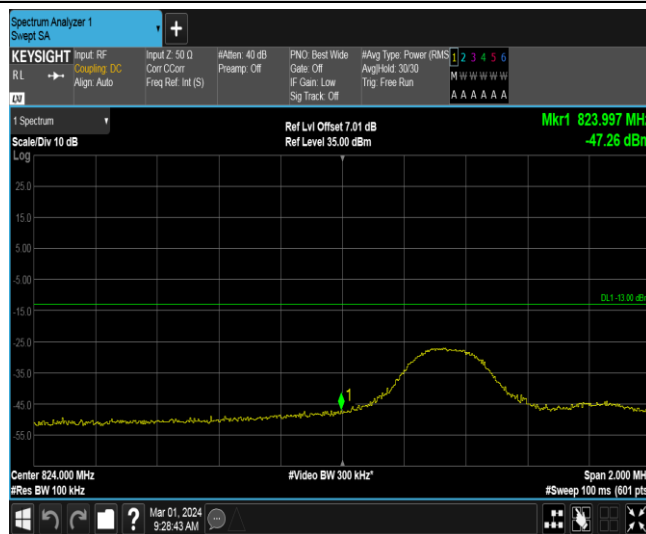 Spectrum Analyzer 1
Swept SA
+
KEYSIGHT
RL
LXI
Input: RF
Coupling: DC
Align: Auto
Input Z: 50 Ω
Corr CCorr
Freq Ref: Int (S)
#Atten: 40 dB
Preamp: Off
PNO: Best Wide
Gate: Off
IF Gain: Low
Sig Track: Off
#Avg Type: Power (RMS
Avg|Hold: 30/30
Trig: Free Run
1 2 3 4 5 6
M W W W W W
A A A A A A
1 Spectrum
Scale/Div 10 dB
Log
Ref Lvl Offset 7.01 dB
Ref Level 35.00 dBm
Mkr1 823.997 MHz
-47.26 dBm
25.0
15.0
5.00
-5.00
DL1 -13.00 dBm
-15.0
-25.0
-35.0
1
-45.0
-55.0
Center 824.000 MHz
#Res BW 100 kHz
#Video BW 300 kHz*
Span 2.000 MH
#Sweep 100 ms (601 pts
?
Mar 01, 2024
9:28:43 AM